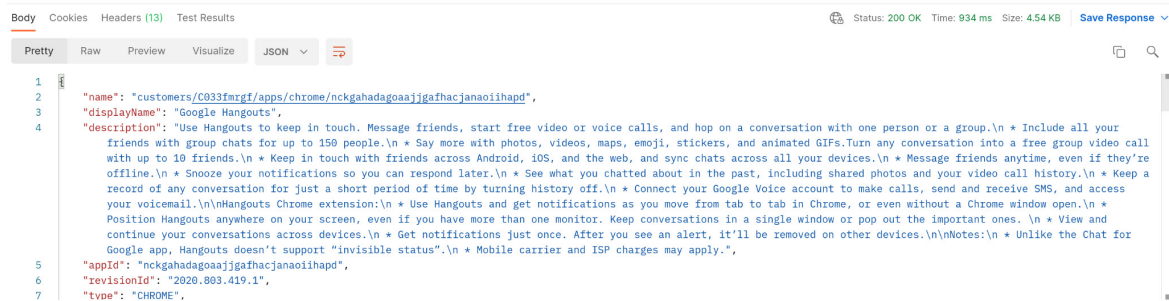 Body Cookies Headers (13) Test Results Status: 200 OK Time: 934 ms Size: 4.54 KB Save Response
Pretty Raw Preview Visualize JSON
1 {
2 "name": "customers/C033fmrgf/apps/chrome/nckgahadagoaajjgafhacjanaoiihapd",
3 "displayName": "Google Hangouts",
4 "description": "Use Hangouts to keep in touch. Message friends, start free video or voice calls, and hop on a conversation with one person or a group.\n * Include all your
friends with group chats for up to 150 people.\n * Say more with photos, videos, maps, emoji, stickers, and animated GIFs.Turn any conversation into a free group video call
with up to 10 friends.\n * Keep in touch with friends across Android, iOS, and the web, and sync chats across all your devices.\n * Message friends anytime, even if they’re
offline.\n * Snooze your notifications so you can respond later.\n * See what you chatted about in the past, including shared photos and your video call history.\n * Keep a
record of any conversation for just a short period of time by turning history off.\n * Connect your Google Voice account to make calls, send and receive SMS, and access
your voicemail.\n\nHangouts Chrome extension:\n * Use Hangouts and get notifications as you move from tab to tab in Chrome, or even without a Chrome window open.\n *
Position Hangouts anywhere on your screen, even if you have more than one monitor. Keep conversations in a single window or pop out the important ones. \n * View and
continue your conversations across devices.\n * Get notifications just once. After you see an alert, it’ll be removed on other devices.\n\nNotes:\n * Unlike the Chat for
Google app, Hangouts doesn’t support “invisible status”.\n * Mobile carrier and ISP charges may apply.",
5 "appId": "nckgahadagoaajjgafhacjanaoiihapd",
6 "revisionId": "2020.803.419.1",
7 "type": "CHROME",